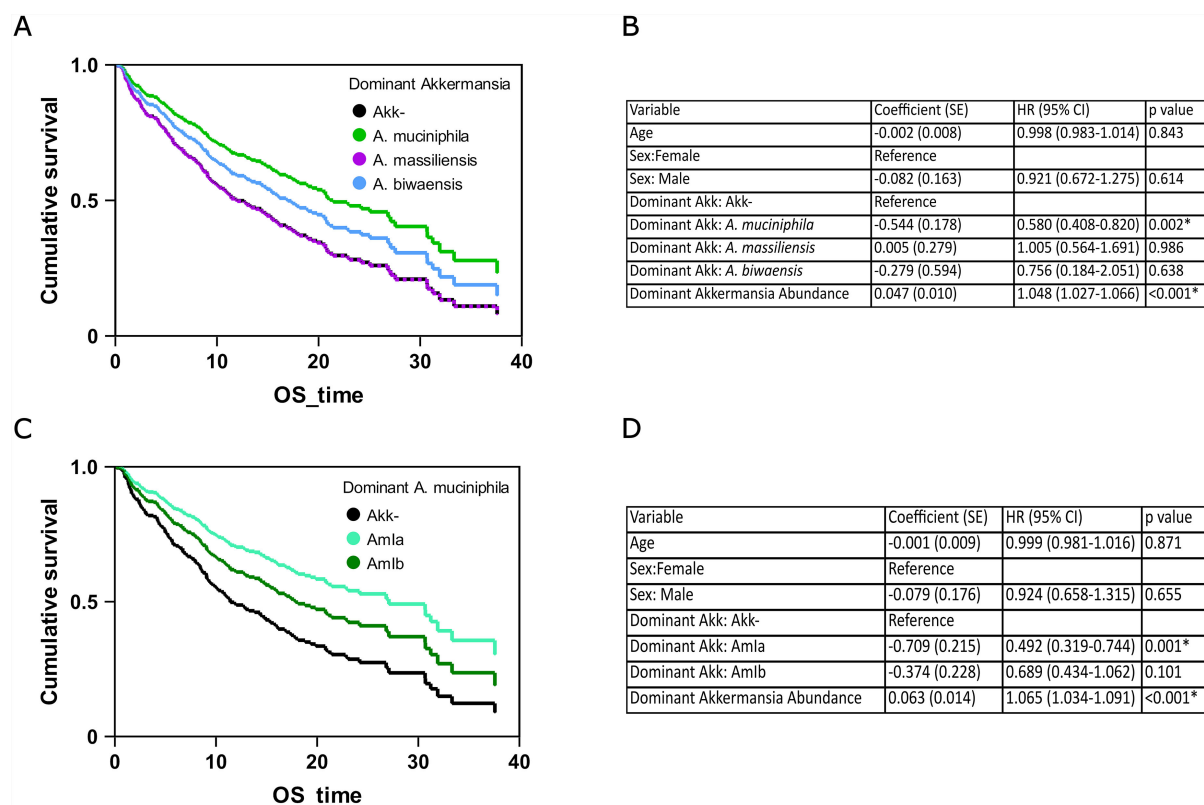 A
Cumulative survival
1.0
0.5
0
0
10
20
30
40
OS_time
Dominant Akkermansia
Akk-
A. muciniphila
A. massiliensis
A. biwaensis
B
Variable Coefficient (SE) HR (95% CI) p value
Age -0.002 (0.008) 0.998 (0.983-1.014) 0.843
Sex:Female Reference
Sex: Male -0.082 (0.163) 0.921 (0.672-1.275) 0.614
Dominant Akk: Akk- Reference
Dominant Akk: A. muciniphila -0.544 (0.178) 0.580 (0.408-0.820) 0.002*
Dominant Akk: A. massiliensis 0.005 (0.279) 1.005 (0.564-1.691) 0.986
Dominant Akk: A. biwaensis -0.279 (0.594) 0.756 (0.184-2.051) 0.638
Dominant Akkermansia Abundance 0.047 (0.010) 1.048 (1.027-1.066) <0.001*
C
Cumulative survival
1.0
0.5
0
0
10
20
30
40
OS_time
Dominant A. muciniphila
Akk-
AmIa
AmIb
D
Variable Coefficient (SE) HR (95% CI) p value
Age -0.001 (0.009) 0.999 (0.981-1.016) 0.871
Sex:Female Reference
Sex: Male -0.079 (0.176) 0.924 (0.658-1.315) 0.655
Dominant Akk: Akk- Reference
Dominant Akk: AmIa -0.709 (0.215) 0.492 (0.319-0.744) 0.001*
Dominant Akk: AmIb -0.374 (0.228) 0.689 (0.434-1.062) 0.101
Dominant Akkermansia Abundance 0.063 (0.014) 1.065 (1.034-1.091) <0.001*